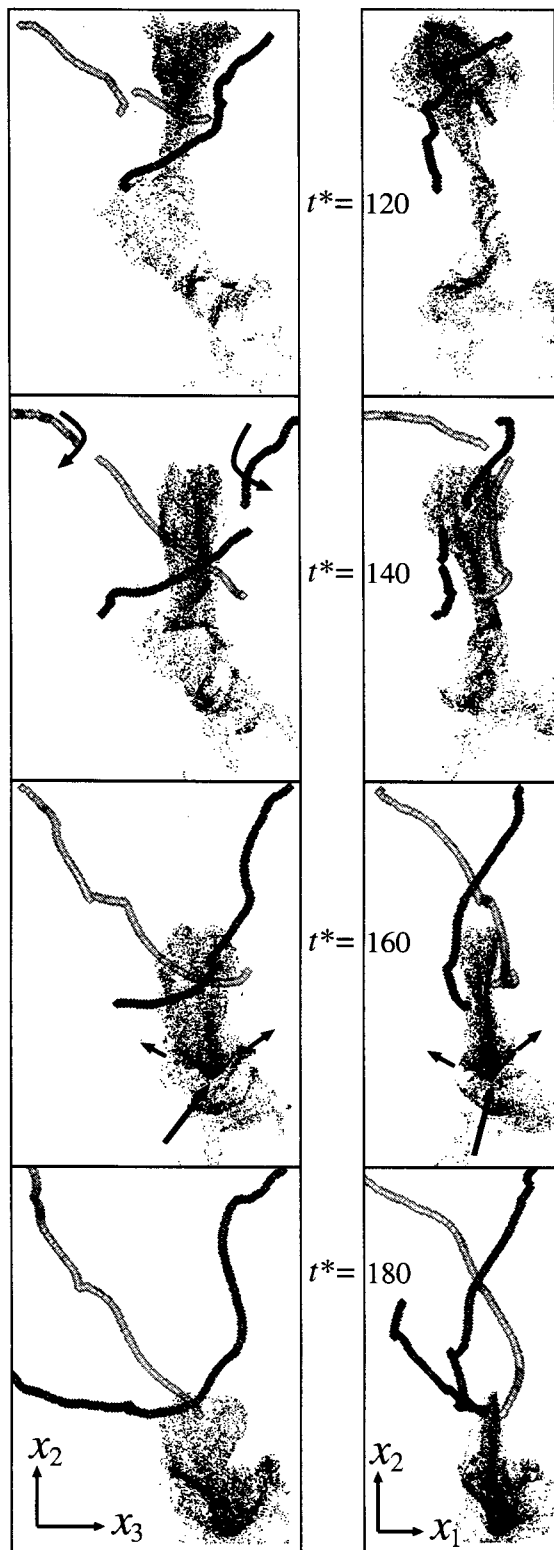 t*= 120
t*= 140
t*= 160
t*= 180
x₂
x₃
x₂
x₁